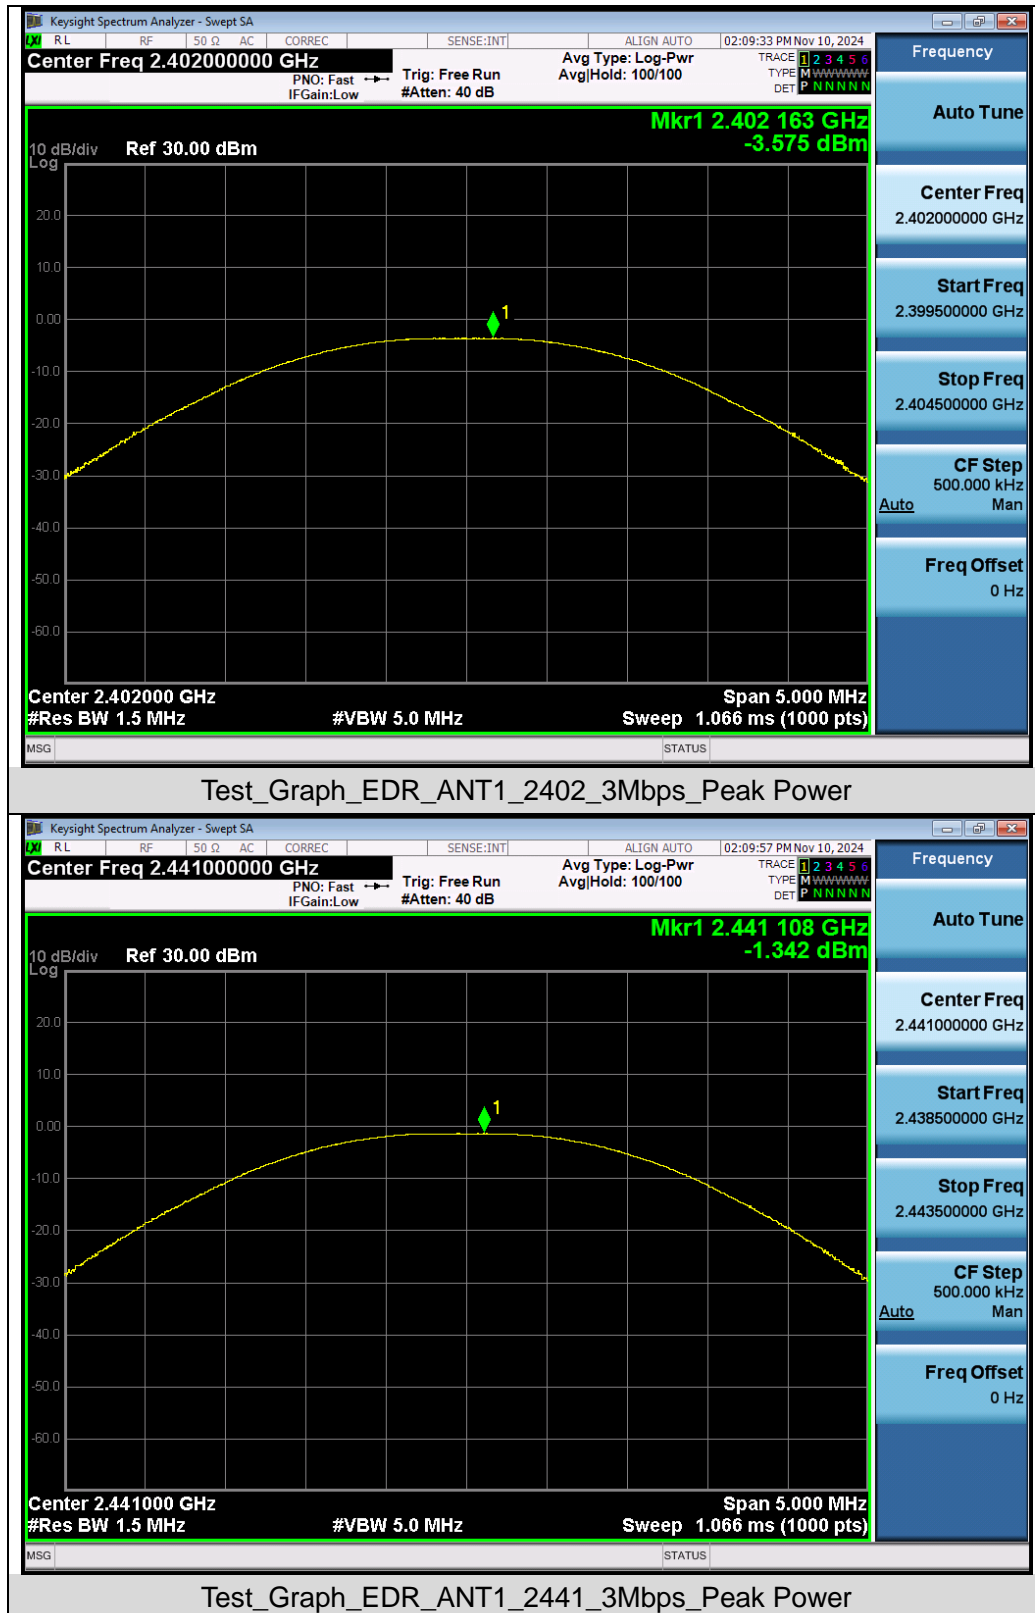 Keysight Spectrum Analyzer - Swept SA
LXI RL RF 50 Ω AC CORREC SENSE:INT ALIGN AUTO 02:09:33 PM Nov 10, 2024
Center Freq 2.402000000 GHz
PNO: Fast
IFGain:Low
Trig: Free Run
#Atten: 40 dB
Avg Type: Log-Pwr
Avg|Hold: 100/100
TRACE 1 2 3 4 5 6
TYPE M WWWWW
DET P N N N N N
Mkr1 2.402 163 GHz
-3.575 dBm
10 dB/div Ref 30.00 dBm
Log
20.0
10.0
0.00
1
-10.0
-20.0
-30.0
-40.0
-50.0
-60.0
Center 2.402000 GHz Span 5.000 MHz
#Res BW 1.5 MHz #VBW 5.0 MHz Sweep 1.066 ms (1000 pts)
MSG STATUS
Frequency
Auto Tune
Center Freq
2.402000000 GHz
Start Freq
2.399500000 GHz
Stop Freq
2.404500000 GHz
CF Step
500.000 kHz
Auto Man
Freq Offset
0 Hz
Test_Graph_EDR_ANT1_2402_3Mbps_Peak Power
Keysight Spectrum Analyzer - Swept SA
LXI RL RF 50 Ω AC CORREC SENSE:INT ALIGN AUTO 02:09:57 PM Nov 10, 2024
Center Freq 2.441000000 GHz
PNO: Fast
IFGain:Low
Trig: Free Run
#Atten: 40 dB
Avg Type: Log-Pwr
Avg|Hold: 100/100
TRACE 1 2 3 4 5 6
TYPE M WWWWW
DET P N N N N N
Mkr1 2.441 108 GHz
-1.342 dBm
10 dB/div Ref 30.00 dBm
Log
20.0
10.0
0.00
1
-10.0
-20.0
-30.0
-40.0
-50.0
-60.0
Center 2.441000 GHz Span 5.000 MHz
#Res BW 1.5 MHz #VBW 5.0 MHz Sweep 1.066 ms (1000 pts)
MSG STATUS
Frequency
Auto Tune
Center Freq
2.441000000 GHz
Start Freq
2.438500000 GHz
Stop Freq
2.443500000 GHz
CF Step
500.000 kHz
Auto Man
Freq Offset
0 Hz
Test_Graph_EDR_ANT1_2441_3Mbps_Peak Power